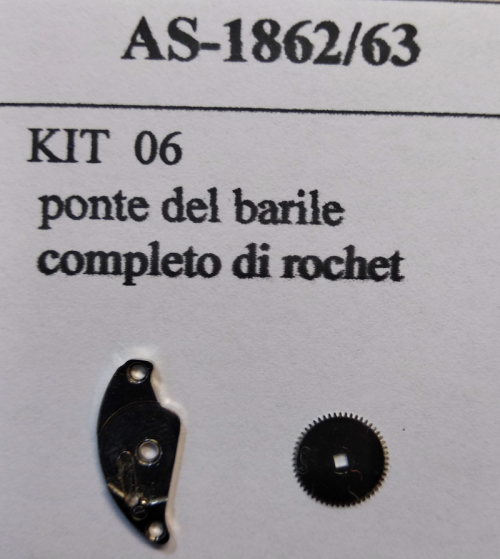 AS-1862/63
KIT 06
ponte del barile
completo di rochet